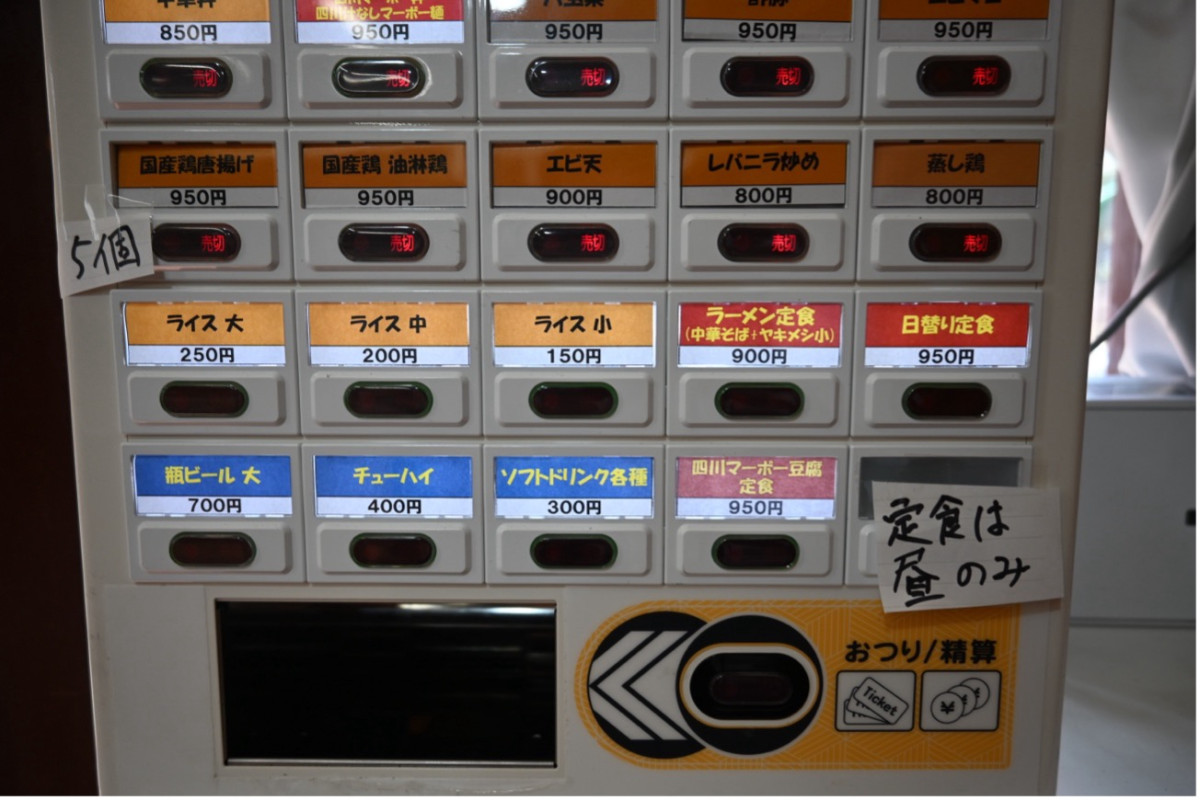 850円
四川汁なしマーボー麺
950円
950円
950円
950円
売切
売切
売切
売切
売切
国産鶏唐揚げ
950円
国産鶏 油淋鶏
950円
エビ天
900円
レバニラ炒め
800円
蒸し鶏
800円
5個
売切
売切
売切
売切
売切
ライス 大
250円
ライス 中
200円
ライス 小
150円
ラーメン定食
(中華そば+ヤキメシ小)
900円
日替り定食
950円
瓶ビール 大
700円
チューハイ
400円
ソフトドリンク各種
300円
四川マーボー豆腐
定食
950円
定食は
昼のみ
おつり/精算
Ticket
¥
¥